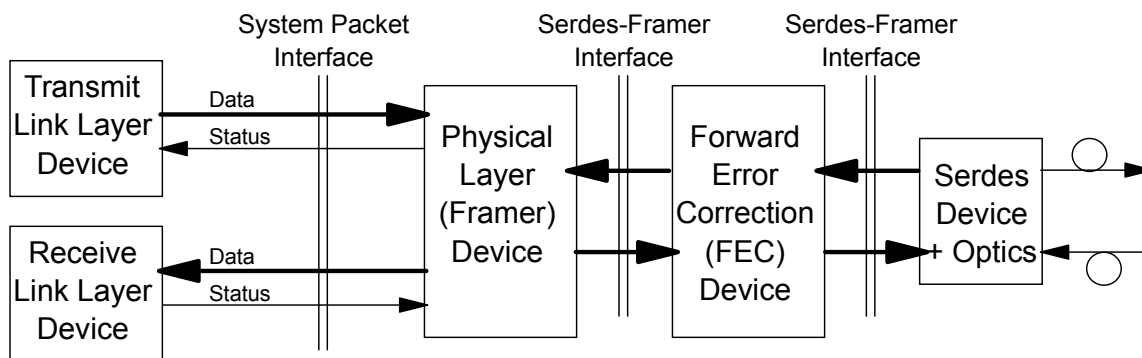 System Packet
Interface
Serdes-Framer
Interface
Serdes-Framer
Interface
Transmit
Link Layer
Device
Data
Status
Receive
Link Layer
Device
Data
Status
Physical
Layer
(Framer)
Device
Forward
Error
Correction
(FEC)
Device
Serdes
Device
+ Optics